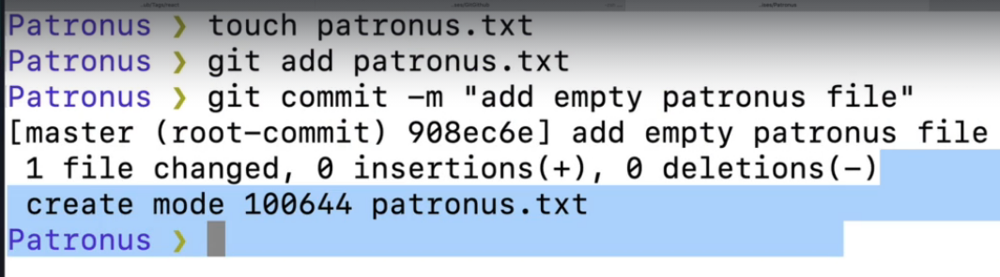 Patronus ❯ touch patronus.txt
Patronus ❯ git add patronus.txt
Patronus ❯ git commit -m "add empty patronus file"
[master (root-commit) 908ec6e] add empty patronus file
1 file changed, 0 insertions(+), 0 deletions(-)
create mode 100644 patronus.txt
Patronus ❯